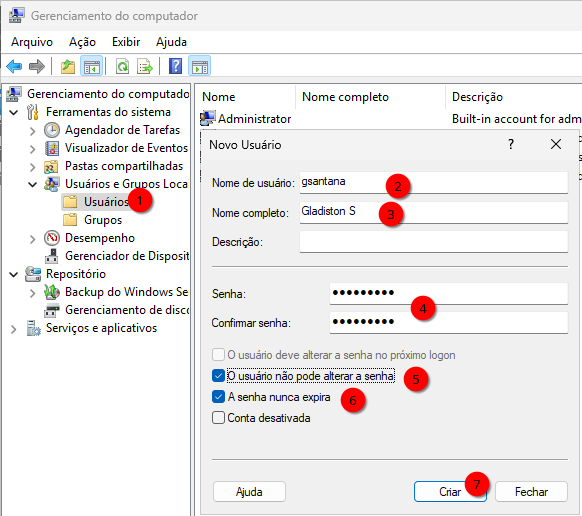 Gerenciamento do computador
Arquivo Ação Exibir Ajuda
Gerenciamento do computador
Ferramentas do sistema
Agendador de Tarefas
Visualizador de Eventos
Pastas compartilhadas
Usuários e Grupos Loca
Usuários 1
Grupos
Desempenho
Gerenciador de Disposit
Repositório
Backup do Windows Se
Gerenciamento de disco
Serviços e aplicativos
Nome Nome completo Descrição
Administrator Built-in account for adm
Novo Usuário ? ×
Nome de usuário: gsantana 2
Nome completo: Gladiston S 3
Descrição:
Senha: •••••••••
4
Confirmar senha: •••••••••
O usuário deve alterar a senha no próximo logon
O usuário não pode alterar a senha 5
A senha nunca expira 6
Conta desativada
Ajuda Criar 7 Fechar